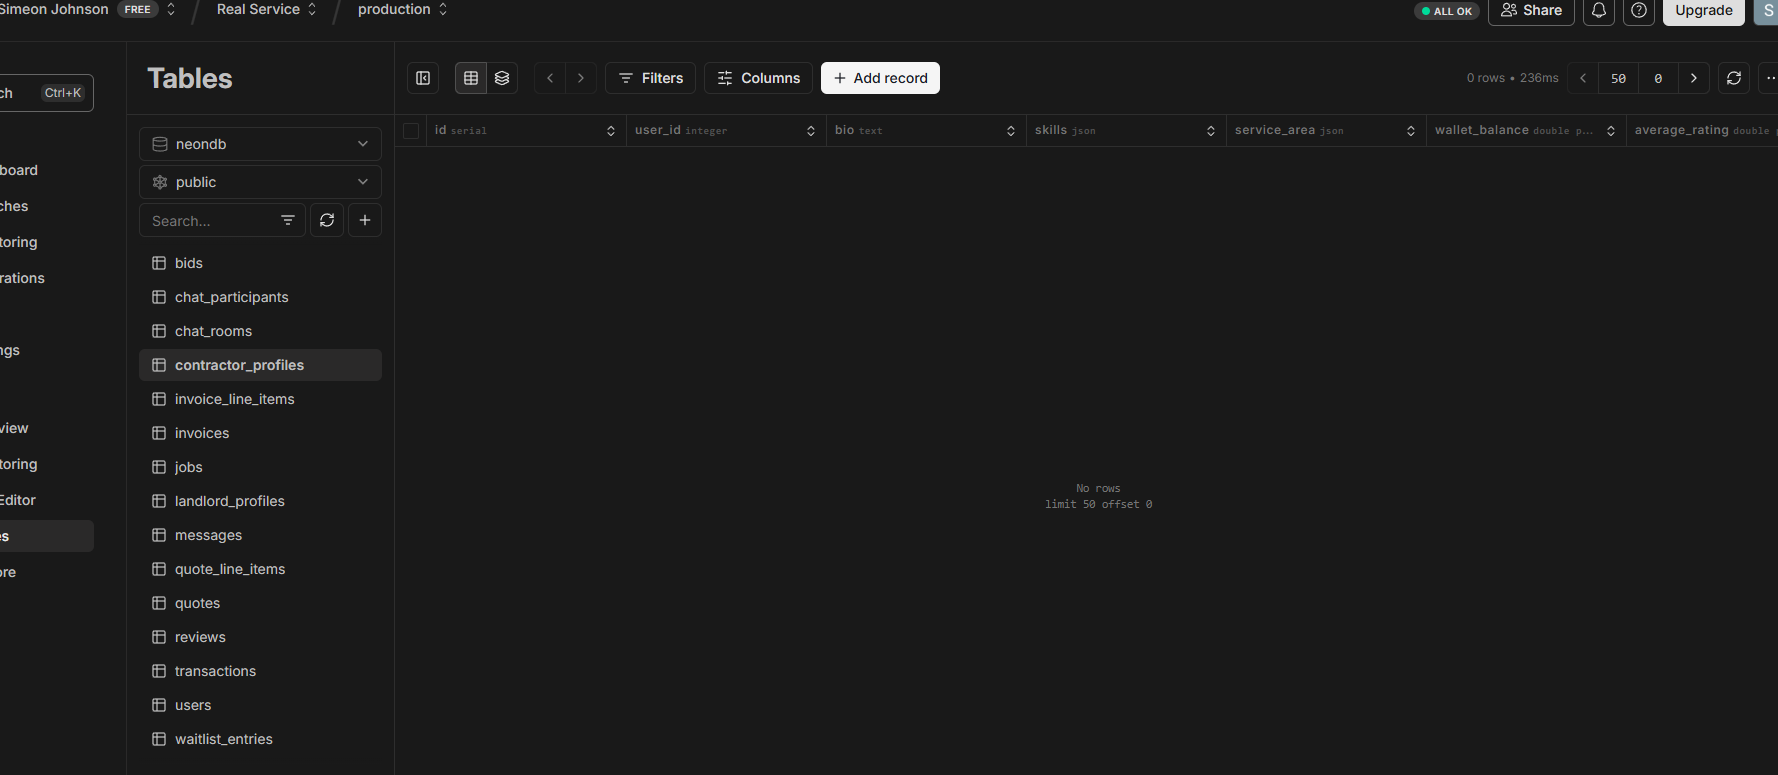 Simeon Johnson FREE Real Service production ALL OK Share Upgrade S
ch Ctrl+K
board
ches
toring
rations
ngs
view
toring
Editor
es
ore
Tables
neondb
public
Search...
bids
chat_participants
chat_rooms
contractor_profiles
invoice_line_items
invoices
jobs
landlord_profiles
messages
quote_line_items
quotes
reviews
transactions
users
waitlist_entries
Filters Columns + Add record 0 rows • 236ms 50 0
id serial user_id integer bio text skills json service_area json wallet_balance double p... average_rating double p
No rows
limit 50 offset 0